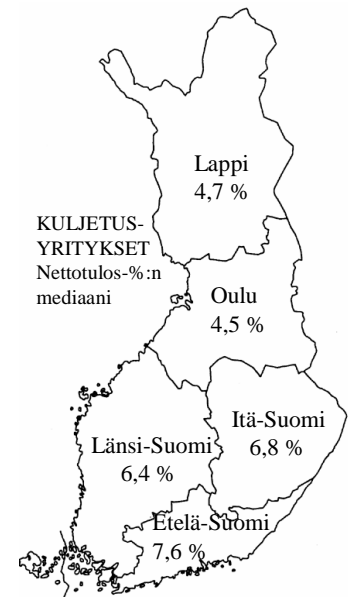 Lappi
4,7 %
KULJETUS-
YRITYKSET
Nettotulos-%:n
mediaani
Oulu
4,5 %
Itä-Suomi
6,8 %
Länsi-Suomi
6,4 %
Etelä-Suomi
7,6 %